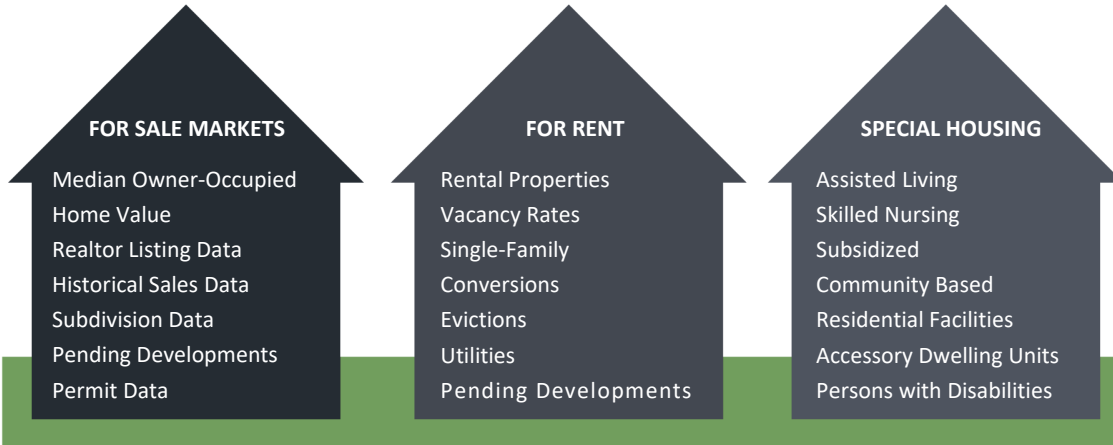 FOR SALE MARKETS
Median Owner-Occupied
Home Value
Realtor Listing Data
Historical Sales Data
Subdivision Data
Pending Developments
Permit Data
FOR RENT
Rental Properties
Vacancy Rates
Single-Family
Conversions
Evictions
Utilities
Pending Developments
SPECIAL HOUSING
Assisted Living
Skilled Nursing
Subsidized
Community Based
Residential Facilities
Accessory Dwelling Units
Persons with Disabilities